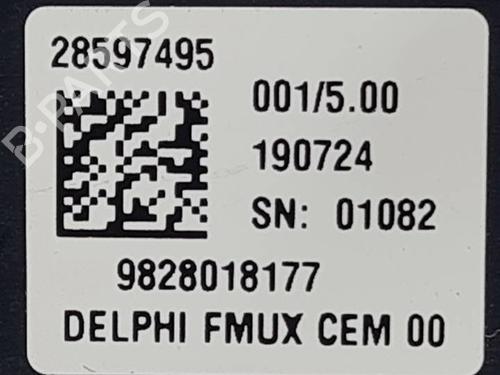 28597495
001/5.00
190724
SN: 01082
9828018177
DELPHI FMUX CEM 00
B-PARTS